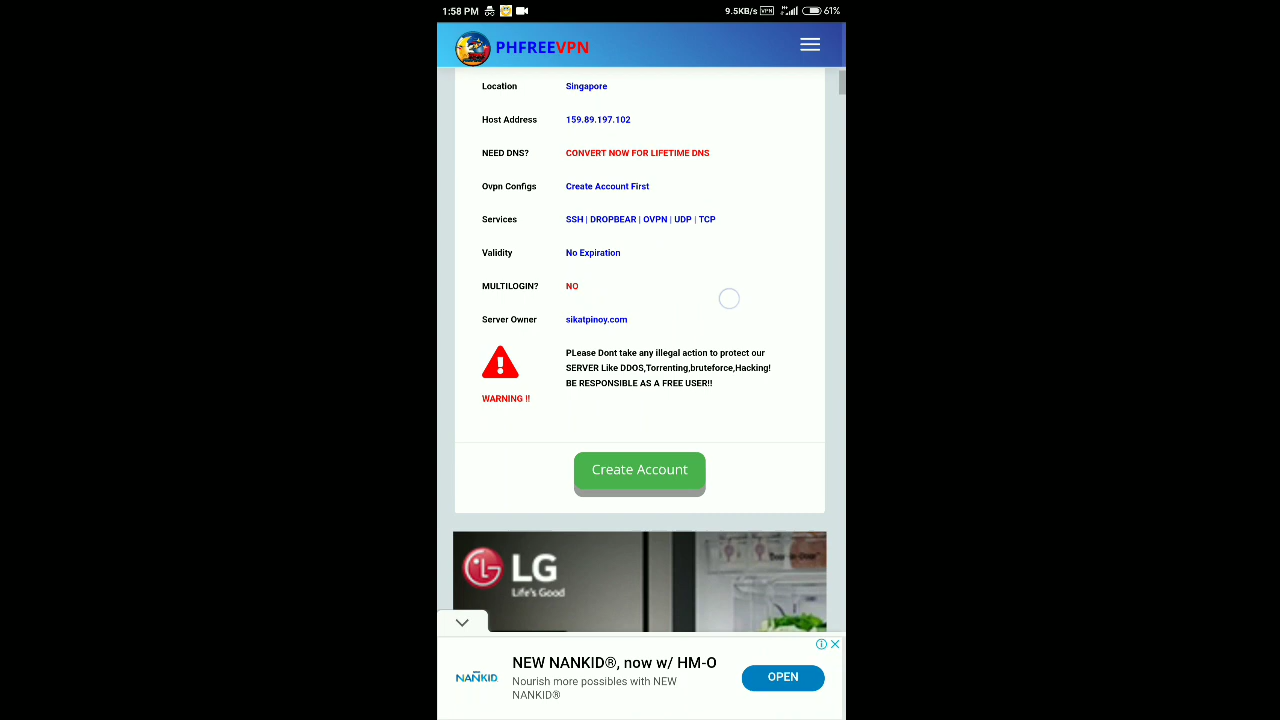 1:58 PM 9.5KB/s VPN 61%
PHFREEVPN
Location Singapore
Host Address 159.89.197.102
NEED DNS? CONVERT NOW FOR LIFETIME DNS
Ovpn Configs Create Account First
Services SSH | DROPBEAR | OVPN | UDP | TCP
Validity No Expiration
MULTILOGIN? NO
Server Owner sikatpinoy.com
PLease Dont take any illegal action to protect our
SERVER Like DDOS,Torrenting,bruteforce,Hacking!
BE RESPONSIBLE AS A FREE USER!!
WARNING !!
Create Account
LG
Life's Good
NEW NANKID®, now w/ HM-O
Nourish more possibles with NEW
NANKID®
NANKID
OPEN